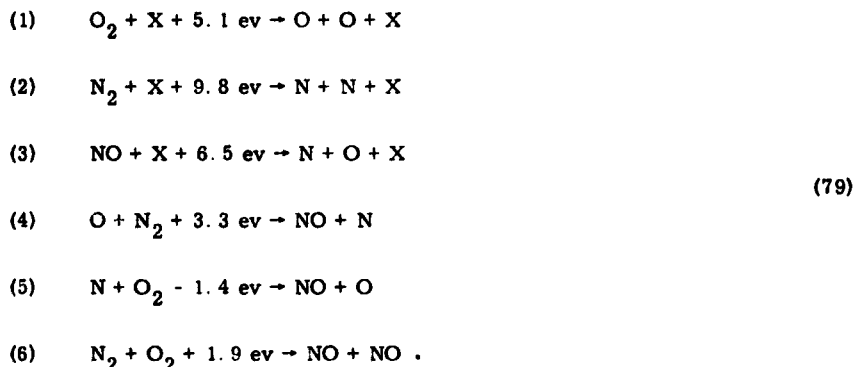 (1) O₂ + X + 5. 1 ev → O + O + X
(2) N₂ + X + 9. 8 ev → N + N + X
(3) NO + X + 6. 5 ev → N + O + X
(79)
(4) O + N₂ + 3. 3 ev → NO + N
(5) N + O₂ - 1. 4 ev → NO + O
(6) N₂ + O₂ + 1. 9 ev → NO + NO .